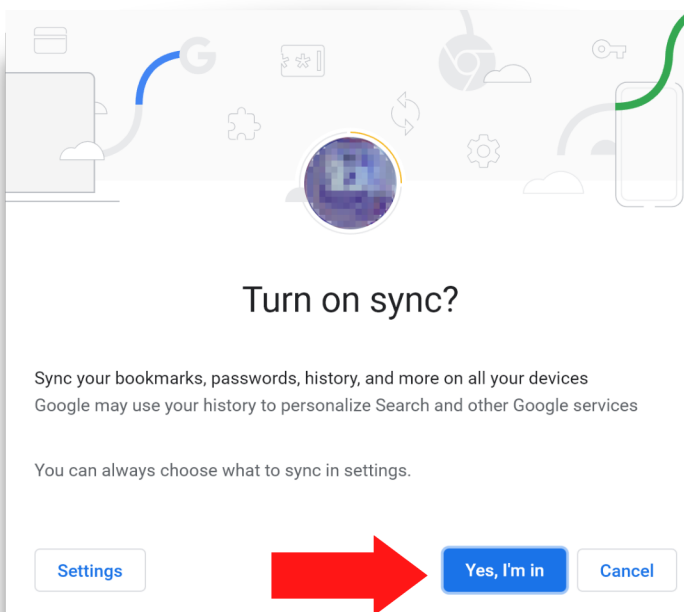 Turn on sync?
Sync your bookmarks, passwords, history, and more on all your devices
Google may use your history to personalize Search and other Google services
You can always choose what to sync in settings.
Settings
Yes, I'm in
Cancel